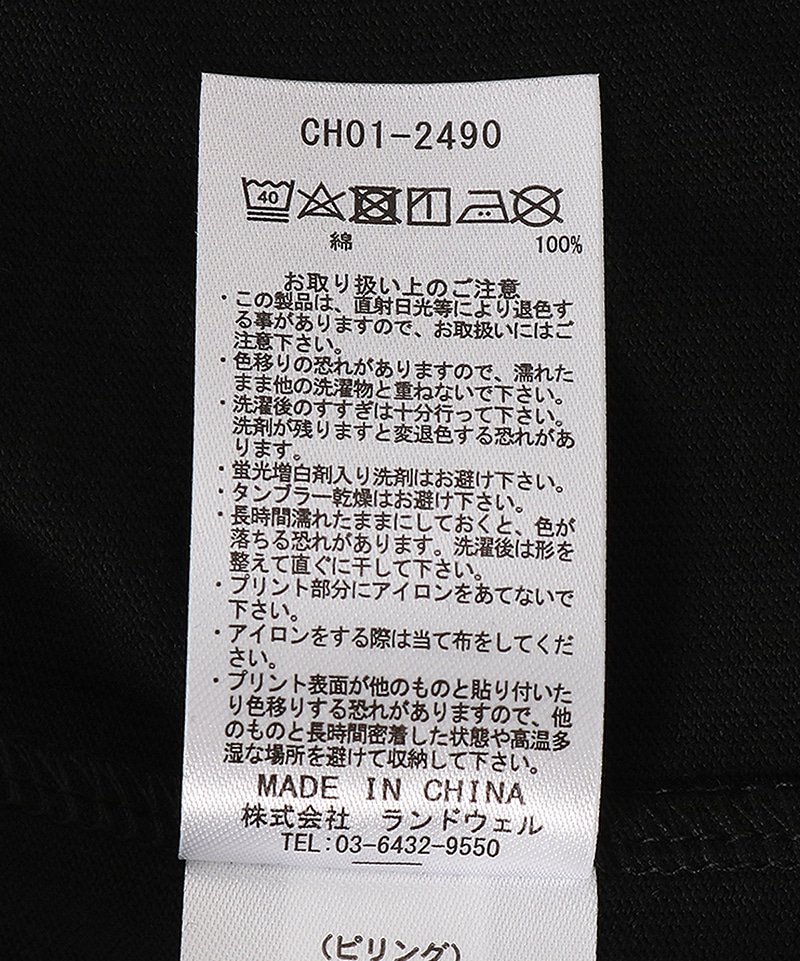 CH01-2490
40
綿 100%
お取り扱い上のご注意
・この製品は、直射日光等により退色す
る事がありますので、お取扱いにはご
注意下さい。
・色移りの恐れがありますので、濡れた
まま他の洗濯物と重ねないで下さい。
・洗濯後のすすぎは十分行って下さい。
洗剤が残りますと変退色する恐れがあ
ります。
・蛍光増白剤入り洗剤はお避け下さい。
・タンブラー乾燥はお避け下さい。
・長時間濡れたままにしておくと、色が
落ちる恐れがあります。洗濯後は形を
整えて直ぐに干して下さい。
・プリント部分にアイロンをあてないで
下さい。
・アイロンをする際は当て布をしてくだ
さい。
・プリント表面が他のものと貼り付いた
り色移りする恐れがありますので、他
のものと長時間密着した状態や高温多
湿な場所を避けて収納して下さい。
MADE IN CHINA
株式会社 ランドウェル
TEL:03-6432-9550
(ピリング)